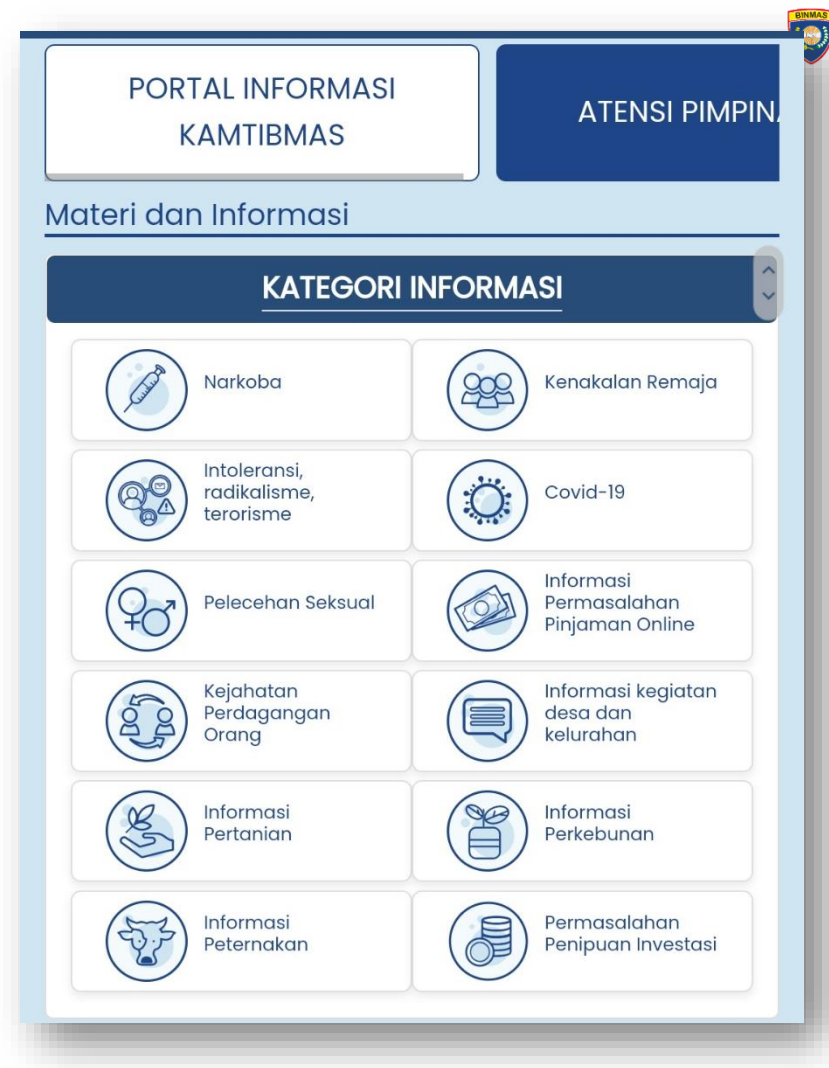 BINMAS
PORTAL INFORMASI
KAMTIBMAS
ATENSI PIMPIN
Materi dan Informasi
KATEGORI INFORMASI
Narkoba
Kenakalan Remaja
Intoleransi,
radikalisme,
terorisme
Covid-19
Pelecehan Seksual
Informasi
Permasalahan
Pinjaman Online
Kejahatan
Perdagangan
Orang
Informasi kegiatan
desa dan
kelurahan
Informasi
Pertanian
Informasi
Perkebunan
Informasi
Peternakan
Permasalahan
Penipuan Investasi